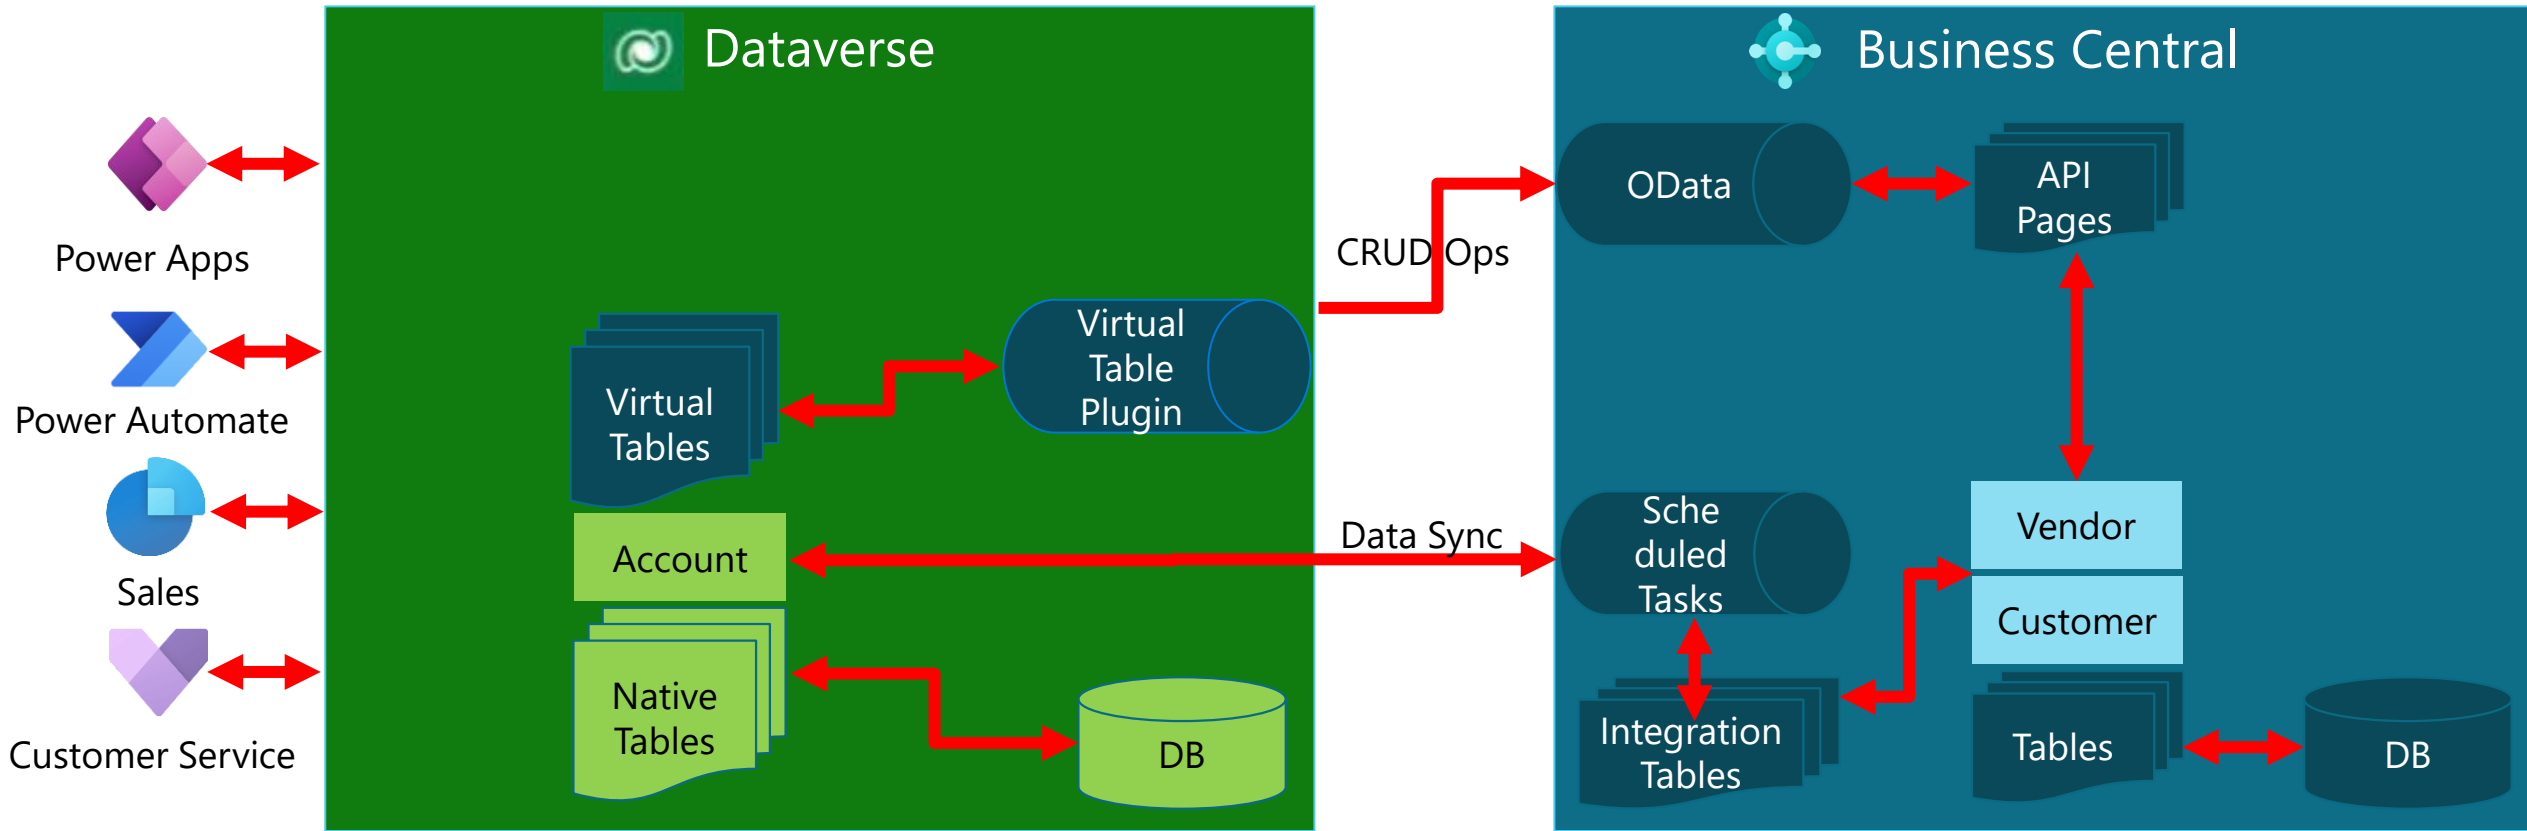 Dataverse
Business Central
Power Apps
Power Automate
Sales
Customer Service
Virtual
Tables
Virtual
Table
Plugin
Account
Native
Tables
DB
CRUD Ops
Data Sync
OData
API
Pages
Sche
duled
Tasks
Vendor
Customer
Integration
Tables
Tables
DB